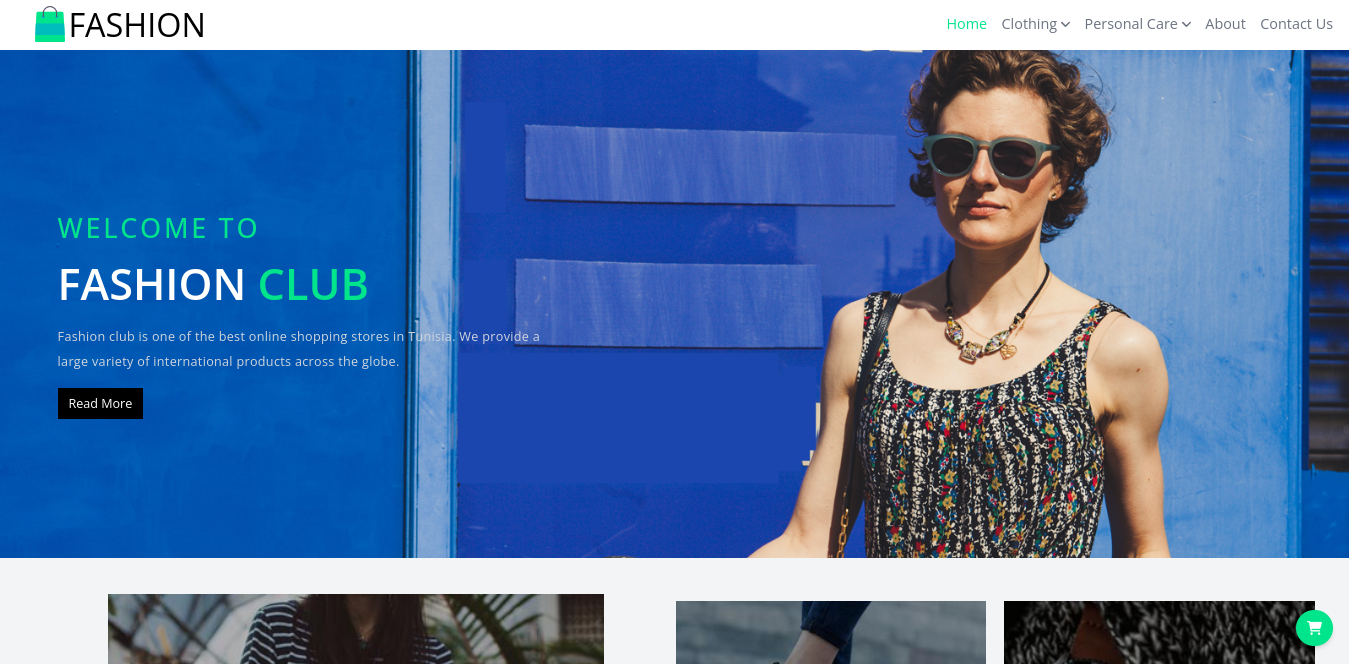 FASHION
Home Clothing Personal Care About Contact Us
WELCOME TO
FASHION CLUB
Fashion club is one of the best online shopping stores in Tunisia. We provide a
large variety of international products across the globe.
Read More